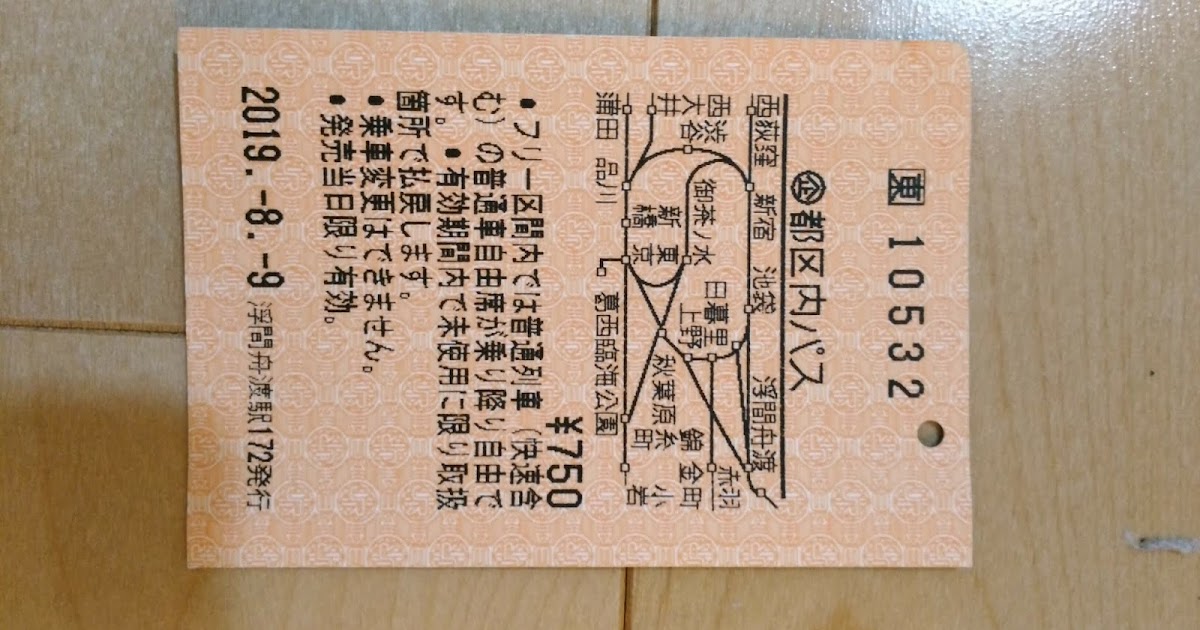 東 10532
企 都区内パス
西荻窪 新宿 池袋 浮間舟渡
赤羽
渋谷 御茶ノ水 日暮里
西大井 新橋 東京 上野 錦糸町 金町
秋葉原
蒲田 品川 葛西臨海公園 小岩
¥750
●フリー区間内では普通列車(快速含
む)の普通車自由席が乗り降り自由で
す。●有効期間内で未使用に限り取扱
箇所で払戻します。
●乗車変更はできません。
●発売当日限り有効。
2019.-8.-9 浮間舟渡駅172発行